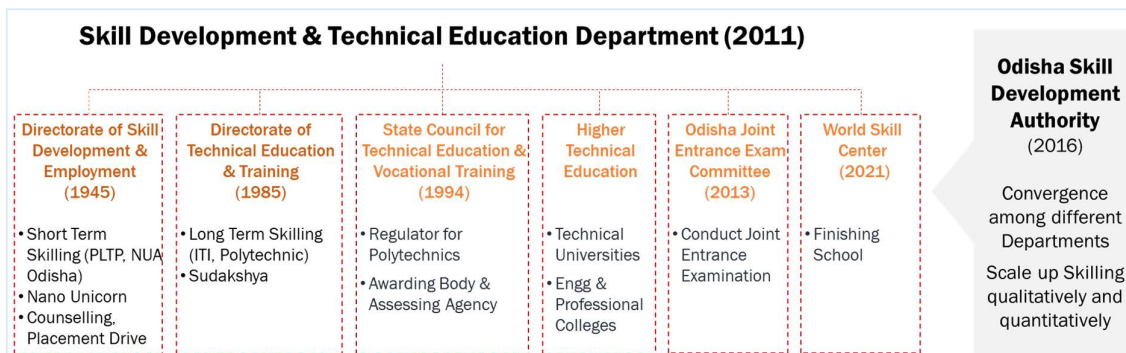 Skill Development & Technical Education Department (2011)
Directorate of Skill
Development &
Employment
(1945)
• Short Term
Skilling (PLTP, NUA
Odisha)
• Nano Unicorn
• Counselling,
Placement Drive
Directorate of
Technical Education
& Training
(1985)
• Long Term Skilling
(ITI, Polytechnic)
• Sudakshya
State Council for
Technical Education &
Vocational Training
(1994)
• Regulator for
Polytechnics
• Awarding Body &
Assessing Agency
Higher
Technical
Education
• Technical
Universities
• Engg &
Professional
Colleges
Odisha Joint
Entrance Exam
Committee
(2013)
• Conduct Joint
Entrance
Examination
World Skill
Center
(2021)
• Finishing
School
Odisha Skill
Development
Authority
(2016)
Convergence
among different
Departments
Scale up Skilling
qualitatively and
quantitatively